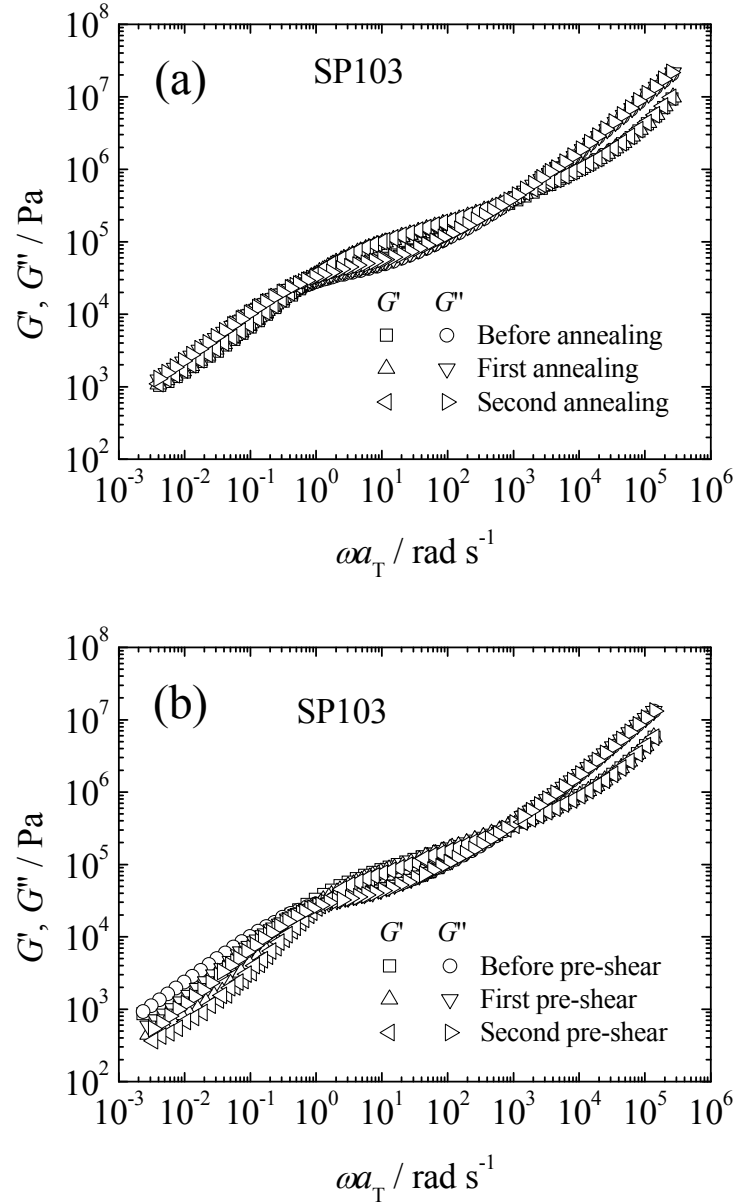 (a)
SP103
10^8
10^7
10^6
10^5
10^4
10^3
10^2
G', G'' / Pa
G' G''
Before annealing
First annealing
Second annealing
10^-3 10^-2 10^-1 10^0 10^1 10^2 10^3 10^4 10^5 10^6
ωa_T / rad s^-1
(b)
SP103
10^8
10^7
10^6
10^5
10^4
10^3
10^2
G', G'' / Pa
G' G''
Before pre-shear
First pre-shear
Second pre-shear
10^-3 10^-2 10^-1 10^0 10^1 10^2 10^3 10^4 10^5 10^6
ωa_T / rad s^-1